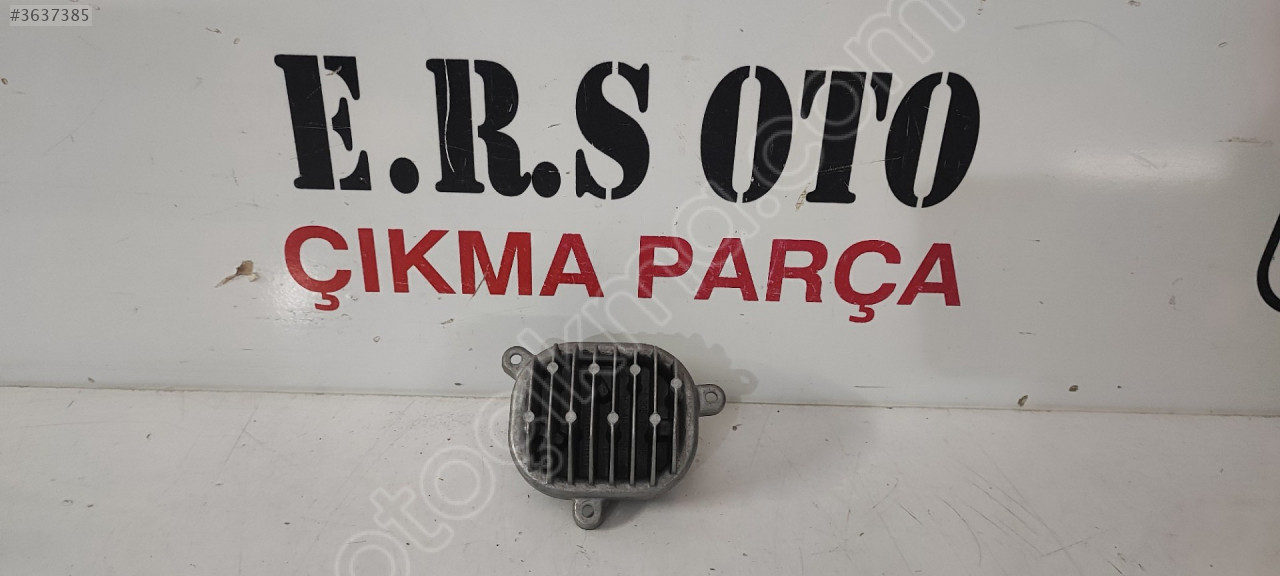 #3637385
E.R.S OTO
ÇIKMA PARÇA
otocikma.com